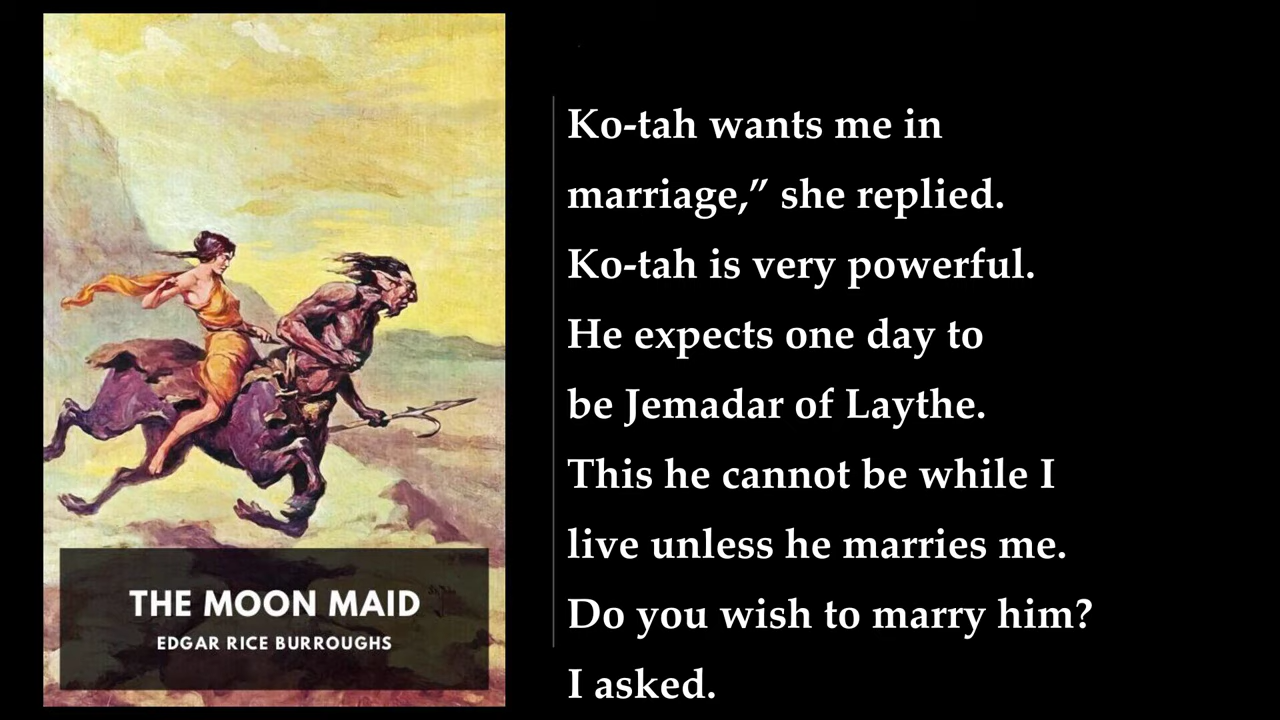 THE MOON MAID
EDGAR RICE BURROUGHS
Ko-tah wants me in
marriage,” she replied.
Ko-tah is very powerful.
He expects one day to
be Jemadar of Laythe.
This he cannot be while I
live unless he marries me.
Do you wish to marry him?
I asked.